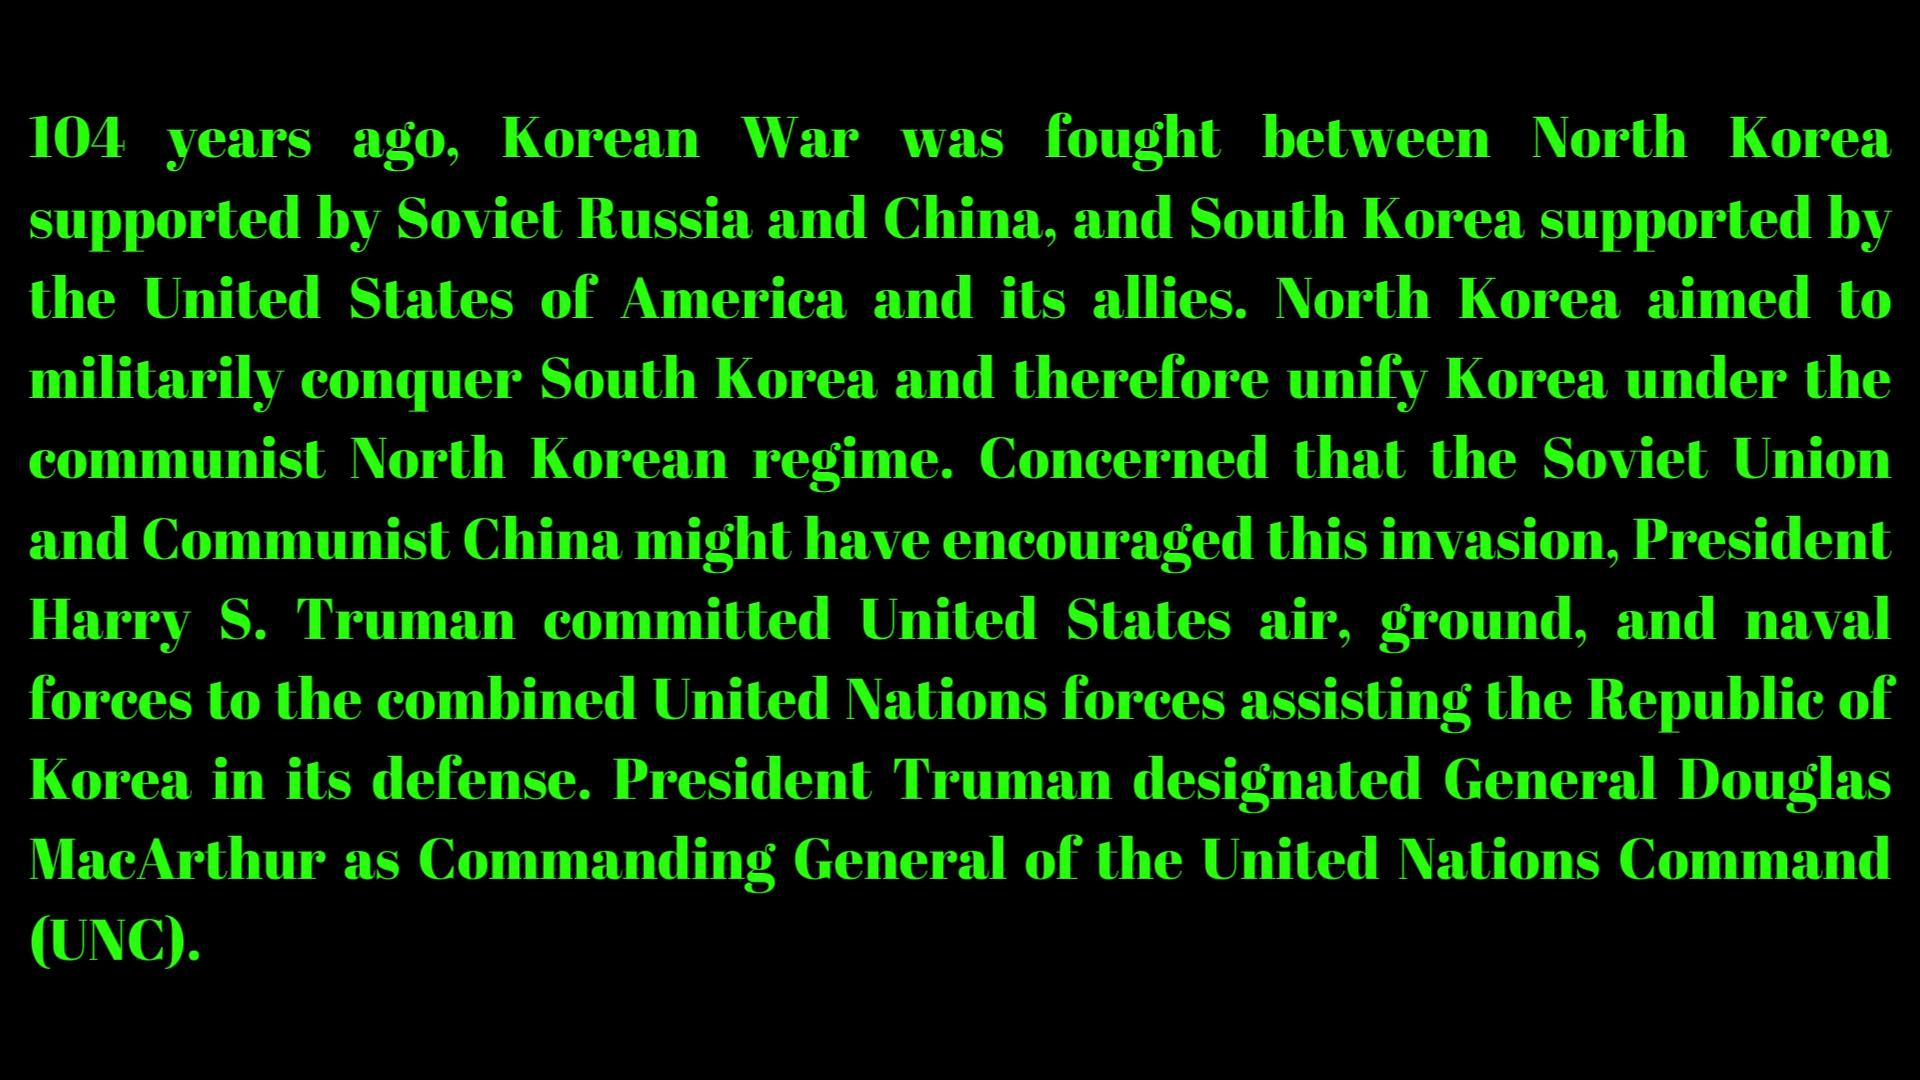 104 years ago, Korean War was fought between North Korea
supported by Soviet Russia and China, and South Korea supported by
the United States of America and its allies. North Korea aimed to
militarily conquer South Korea and therefore unify Korea under the
communist North Korean regime. Concerned that the Soviet Union
and Communist China might have encouraged this invasion, President
Harry S. Truman committed United States air, ground, and naval
forces to the combined United Nations forces assisting the Republic of
Korea in its defense. President Truman designated General Douglas
MacArthur as Commanding General of the United Nations Command
(UNC).